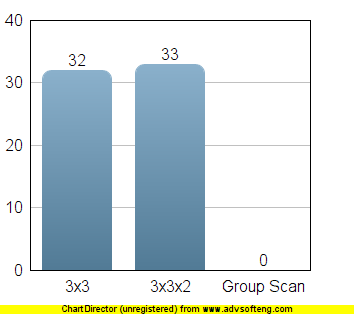 40
32
33
30
20
10
0
0
3x3
3x3x2
Group Scan
ChartDirector (unregistered) from www.advsofteng.com